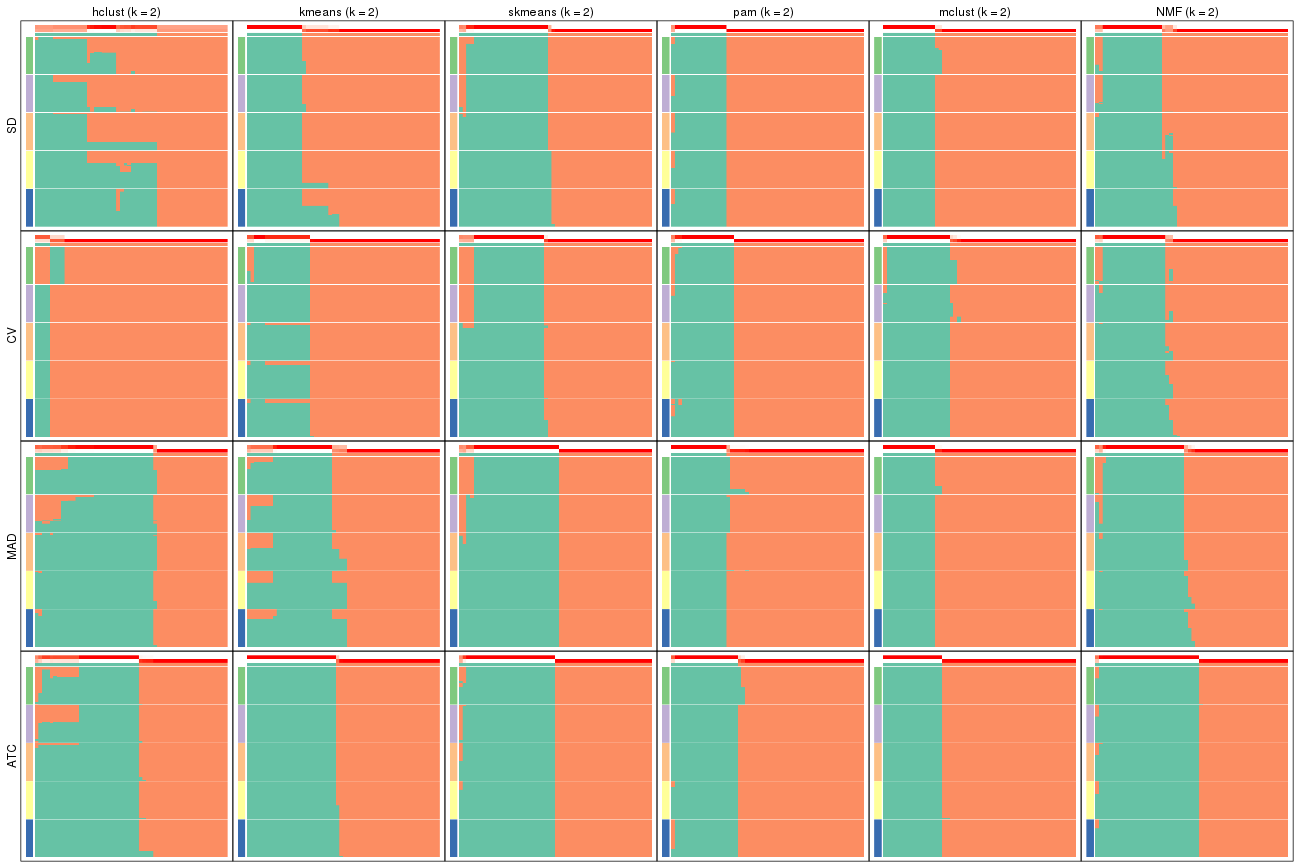 hclust (k = 2)
kmeans (k = 2)
skmeans (k = 2)
pam (k = 2)
mclust (k = 2)
NMF (k = 2)
SD
CV
MAD
ATC